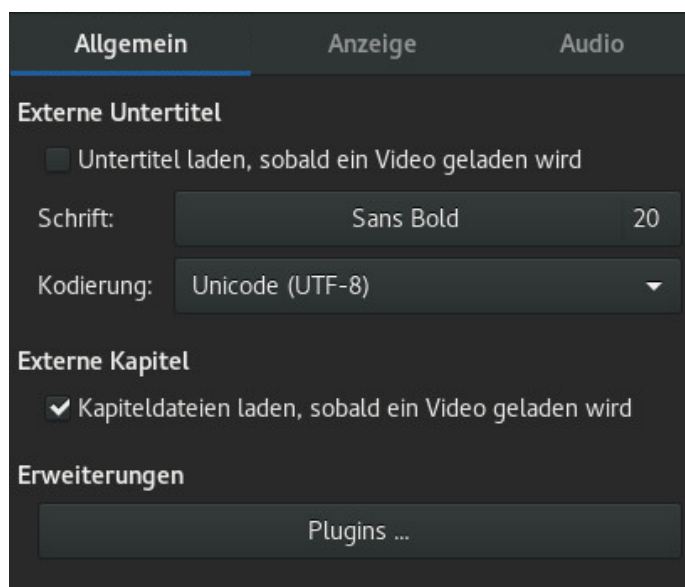 Allgemein Anzeige Audio
Externe Untertitel
Untertitel laden, sobald ein Video geladen wird
Schrift: Sans Bold 20
Kodierung: Unicode (UTF-8)
Externe Kapitel
Kapiteldateien laden, sobald ein Video geladen wird
Erweiterungen
Plugins ...